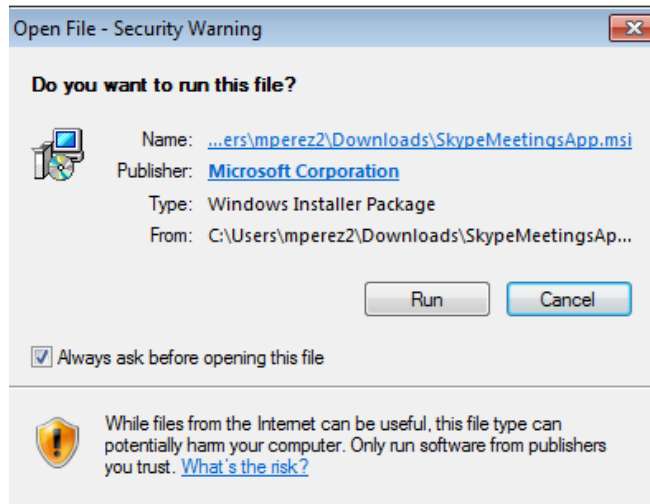 Open File - Security Warning
Do you want to run this file?
Name: ...ers\mperez2\Downloads\SkypeMeetingsApp.msi
Publisher: Microsoft Corporation
Type: Windows Installer Package
From: C:\Users\mperez2\Downloads\SkypeMeetingsAp...
Run Cancel
Always ask before opening this file
While files from the Internet can be useful, this file type can
potentially harm your computer. Only run software from publishers
you trust. What's the risk?